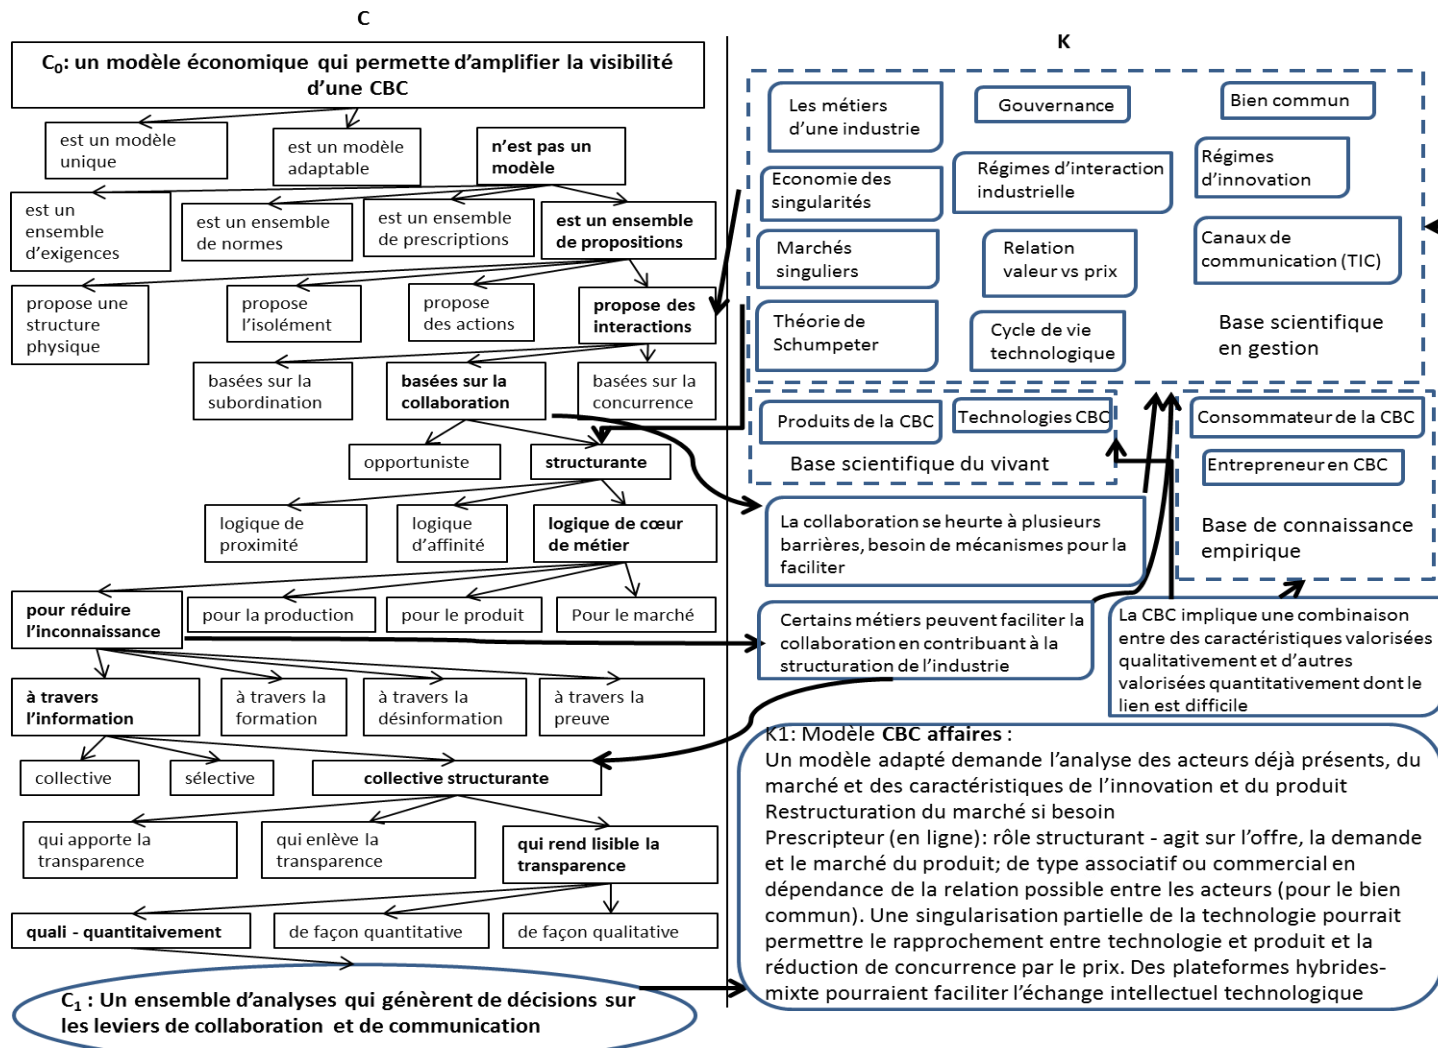 C
C₀: un modèle économique qui permette d'amplifier la visibilité
d'une CBC
est un modèle
unique
est un modèle
adaptable
n'est pas un
modèle
est un
ensemble
d'exigences
est un ensemble
de normes
est un ensemble
de prescriptions
est un ensemble
de propositions
propose une
structure
physique
propose
l'isolément
propose
des actions
propose des
interactions
basées sur la
subordination
basées sur la
collaboration
basées sur la
concurrence
opportuniste
structurante
logique de
proximité
logique
d'affinité
logique de cœur
de métier
pour réduire
l'inconnaissance
pour la production
pour le produit
Pour le marché
à travers
l'information
à travers la
formation
à travers la
désinformation
à travers la
preuve
collective
sélective
collective structurante
qui apporte la
transparence
qui enlève la
transparence
qui rend lisible la
transparence
quali - quantitaivement
de façon quantitative
de façon qualitative
C₁ : Un ensemble d'analyses qui génèrent de décisions sur
les leviers de collaboration et de communication
K
Les métiers
d'une industrie
Gouvernance
Bien commun
Economie des
singularités
Régimes d'interaction
industrielle
Régimes
d'innovation
Marchés
singuliers
Relation
valeur vs prix
Canaux de
communication (TIC)
Théorie de
Schumpeter
Cycle de vie
technologique
Base scientifique
en gestion
Produits de la CBC
Technologies CBC
Base scientifique du vivant
Consommateur de la CBC
Entrepreneur en CBC
Base de connaissance
empirique
La collaboration se heurte à plusieurs
barrières, besoin de mécanismes pour la
faciliter
Certains métiers peuvent faciliter la
collaboration en contribuant à la
structuration de l'industrie
La CBC implique une combinaison
entre des caractéristiques valorisées
qualitativement et d'autres
valorisées quantitativement dont le
lien est difficile
K1: Modèle CBC affaires :
Un modèle adapté demande l'analyse des acteurs déjà présents, du
marché et des caractéristiques de l'innovation et du produit
Restructuration du marché si besoin
Prescripteur (en ligne): rôle structurant - agit sur l'offre, la demande
et le marché du produit; de type associatif ou commercial en
dépendance de la relation possible entre les acteurs (pour le bien
commun). Une singularisation partielle de la technologie pourrait
permettre le rapprochement entre technologie et produit et la
réduction de concurrence par le prix. Des plateformes hybrides-
mixte pourraient faciliter l'échange intellectuel technologique